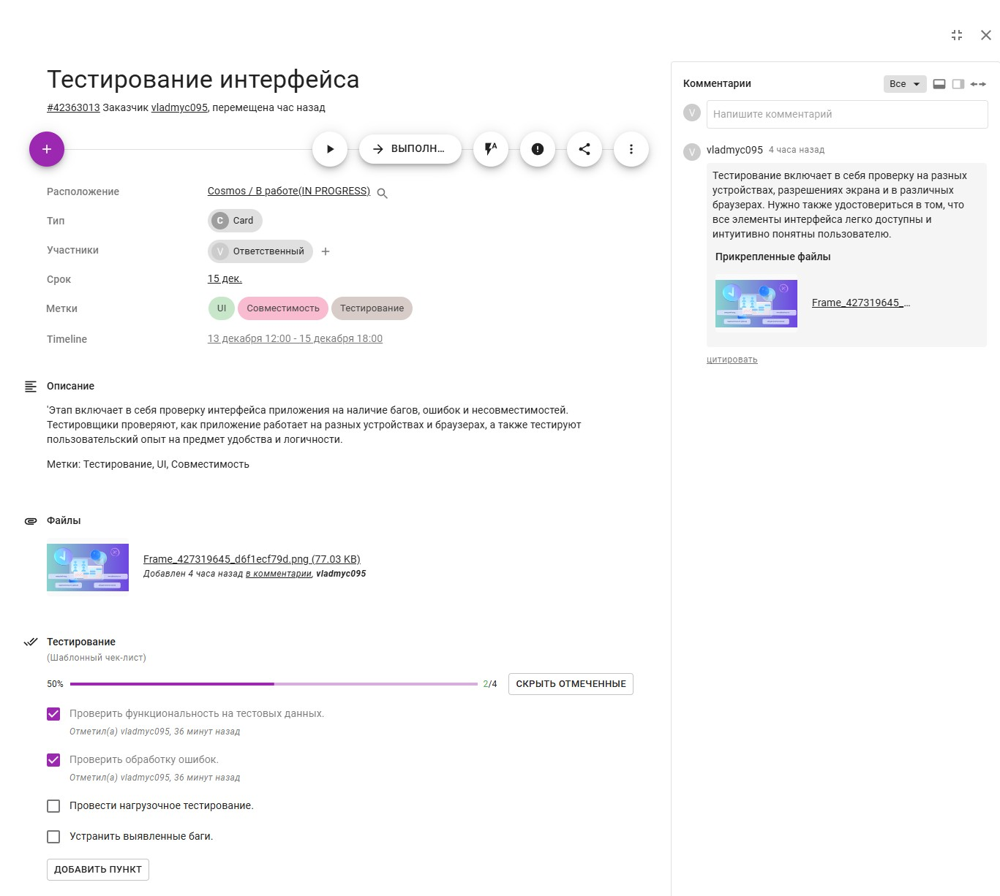 Тестирование интерфейса
#42363013 Заказчик vladmyc095, перемещена час назад
ВЫПОЛН...
Расположение
Cosmos / В работе(IN PROGRESS)
Тип
C Card
Участники
V Ответственный
Срок
15 дек.
Метки
UI Совместимость Тестирование
Timeline
13 декабря 12:00 - 15 декабря 18:00
Описание
'Этап включает в себя проверку интерфейса приложения на наличие багов, ошибок и несовместимостей.
Тестировщики проверяют, как приложение работает на разных устройствах и браузерах, а также тестируют
пользовательский опыт на предмет удобства и логичности.
Метки: Тестирование, UI, Совместимость
Файлы
Frame_427319645_d6f1ecf79d.png (77.03 KB)
Добавлен 4 часа назад в комментарии, vladmyc095
Тестирование
(Шаблонный чек-лист)
50% 2/4 СКРЫТЬ ОТМЕЧЕННЫЕ
Проверить функциональность на тестовых данных.
Отметил(а) vladmyc095, 36 минут назад
Проверить обработку ошибок.
Отметил(а) vladmyc095, 36 минут назад
Провести нагрузочное тестирование.
Устранить выявленные баги.
ДОБАВИТЬ ПУНКТ
Комментарии
Все
V Напишите комментарий
V vladmyc095 4 часа назад
Тестирование включает в себя проверку на разных
устройствах, разрешениях экрана и в различных
браузерах. Нужно также удостовериться в том, что
все элементы интерфейса легко доступны и
интуитивно понятны пользователю.
Прикрепленные файлы
Frame_427319645_...
цитировать